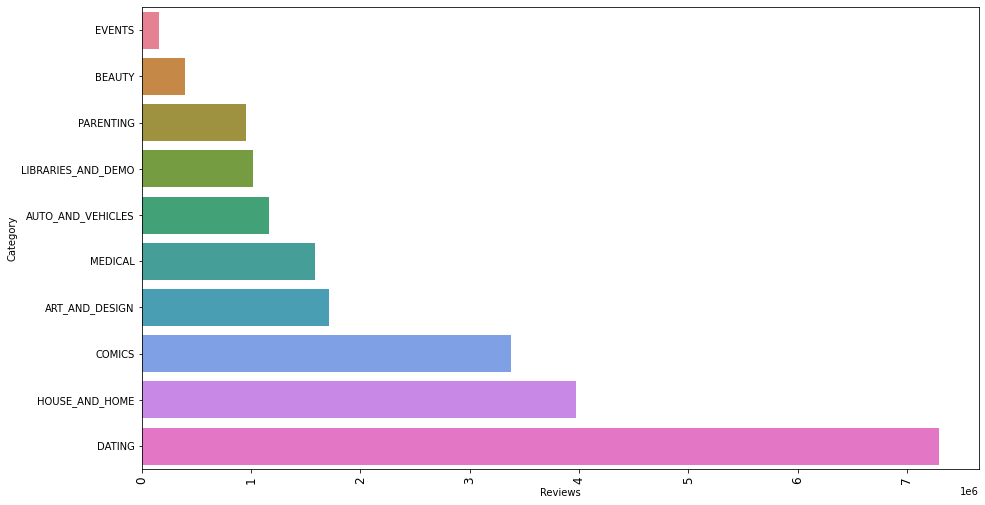 EVENTS
BEAUTY
PARENTING
LIBRARIES_AND_DEMO
AUTO_AND_VEHICLES
MEDICAL
ART_AND_DESIGN
COMICS
HOUSE_AND_HOME
DATING
Category
0 1 2 3 4 5 6 7
Reviews
1e6